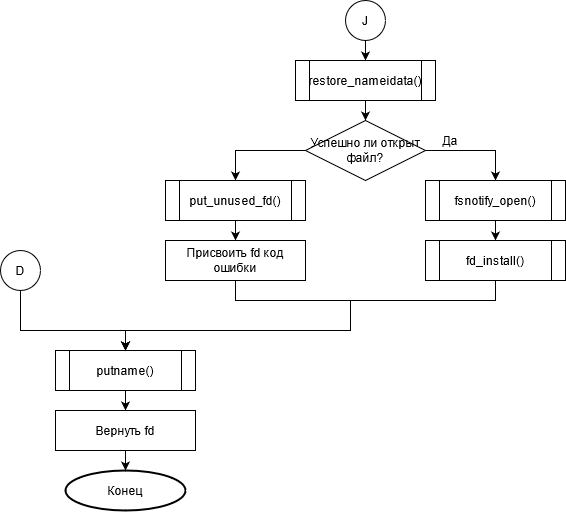 J
restore_nameidata()
Успешно ли открыт
файл?
Да
put_unused_fd()
fsnotify_open()
Присвоить fd код
ошибки
fd_install()
D
putname()
Вернуть fd
Конец